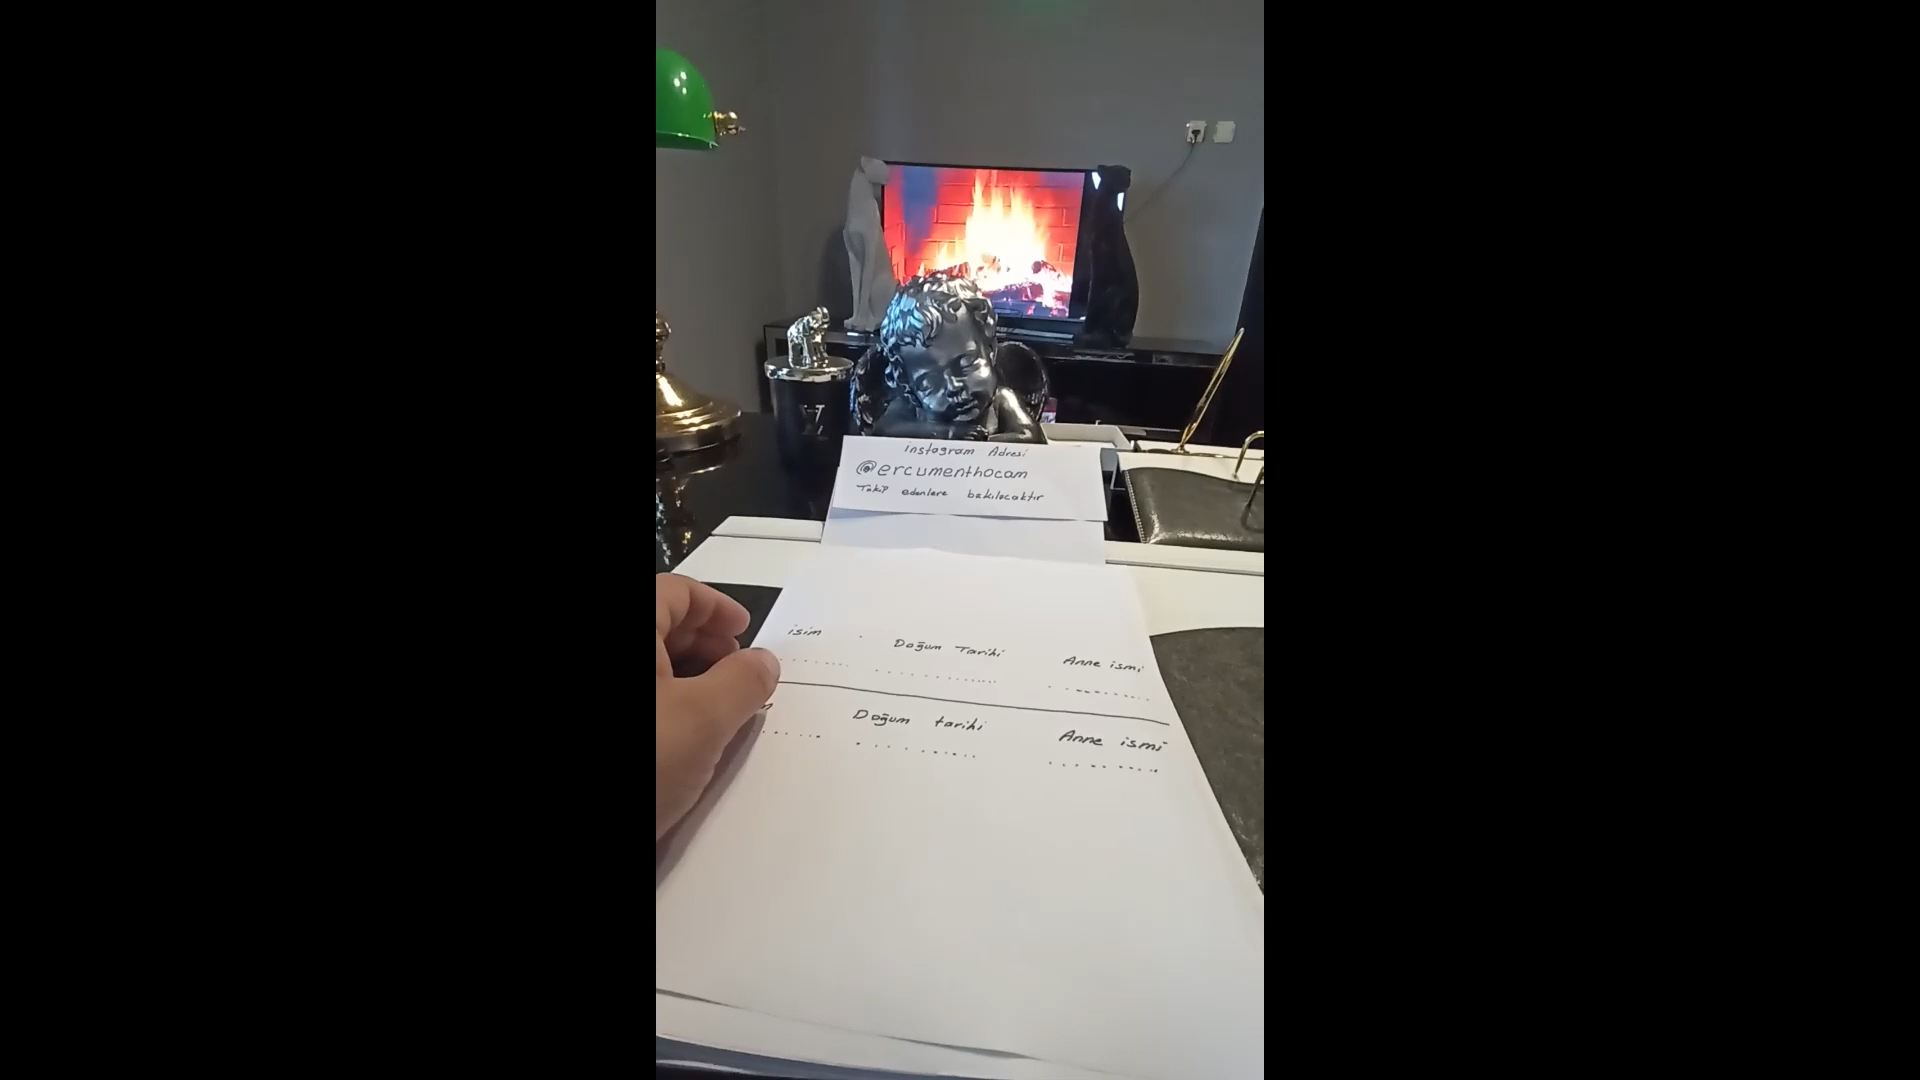 instagram Adresi
@ercumenthocam
Takip edenlere bakılacaktır
isim Doğum Tarihi Anne ismi
Doğum tarihi Anne ismi